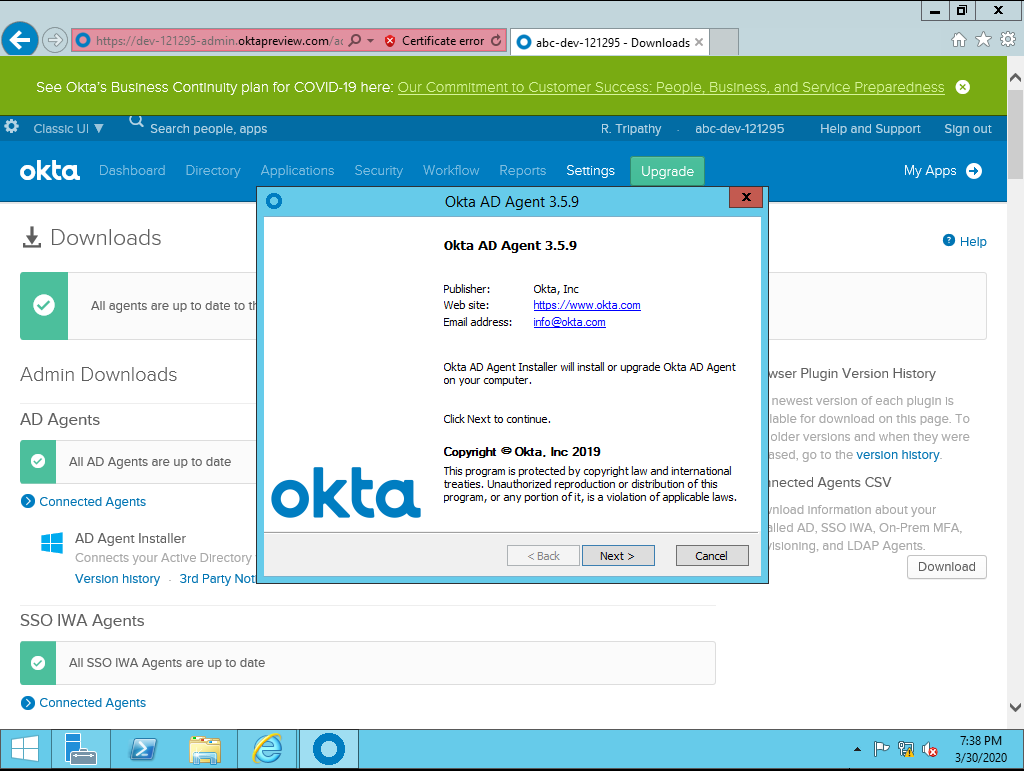 https://dev-121295-admin.oktapreview.com/ac
Certificate error
abc-dev-121295 - Downloads
See Okta's Business Continuity plan for COVID-19 here: Our Commitment to Customer Success: People, Business, and Service Preparedness
Classic UI ▼
Search people, apps
R. Tripathy
abc-dev-121295
Help and Support
Sign out
okta
Dashboard
Directory
Applications
Security
Workflow
Reports
Settings
Upgrade
My Apps
Downloads
Help
All agents are up to date to th
Admin Downloads
AD Agents
All AD Agents are up to date
Connected Agents
AD Agent Installer
Connects your Active Directory
Version history - 3rd Party Noti
SSO IWA Agents
All SSO IWA Agents are up to date
Connected Agents
Okta AD Agent 3.5.9
Okta AD Agent 3.5.9
Publisher: Okta, Inc
Web site: https://www.okta.com
Email address: info@okta.com
Okta AD Agent Installer will install or upgrade Okta AD Agent
on your computer.
Click Next to continue.
Copyright © Okta, Inc 2019
This program is protected by copyright law and international
treaties. Unauthorized reproduction or distribution of this
program, or any portion of it, is a violation of applicable laws.
okta
< Back
Next >
Cancel
wser Plugin Version History
newest version of each plugin is
lable for download on this page. To
older versions and when they were
ased, go to the version history.
nnected Agents CSV
wnload information about your
alled AD, SSO IWA, On-Prem MFA,
visioning, and LDAP Agents.
Download
7:38 PM
3/30/2020